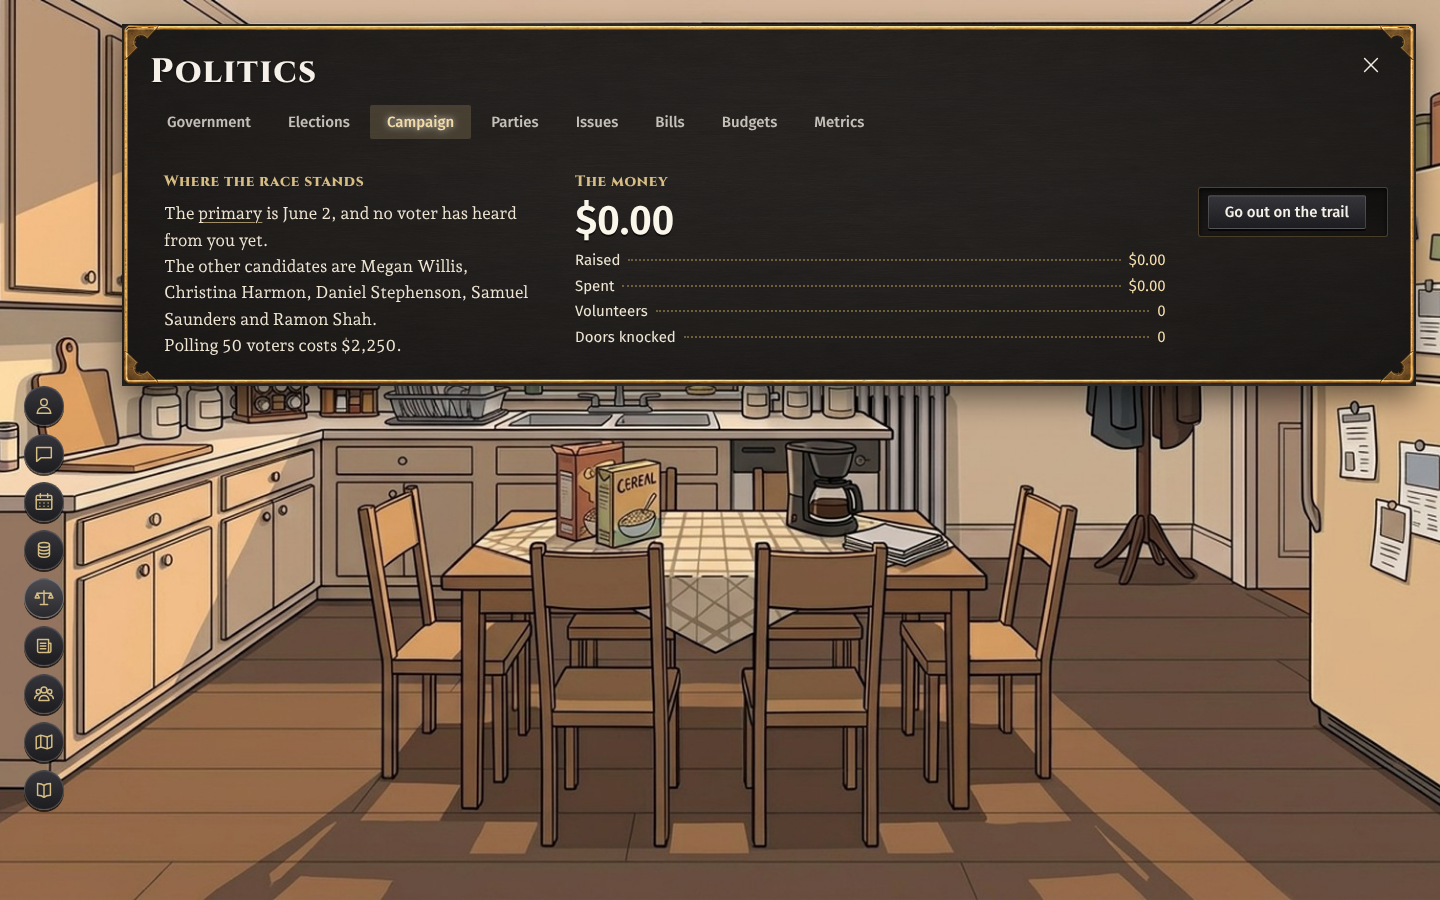 Politics
Government Elections Campaign Parties Issues Bills Budgets Metrics
Where the race stands
The primary is June 2, and no voter has heard
from you yet.
The other candidates are Megan Willis,
Christina Harmon, Daniel Stephenson, Samuel
Saunders and Ramon Shah.
Polling 50 voters costs $2,250.
The money
$0.00
Raised $0.00
Spent $0.00
Volunteers 0
Doors knocked 0
Go out on the trail
CEREAL